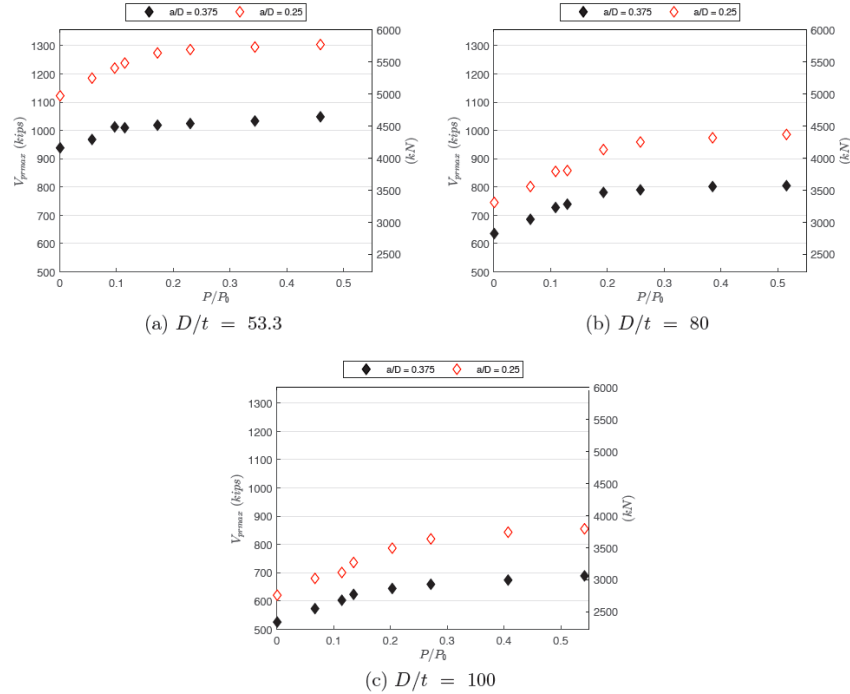 a/D = 0.375 a/D = 0.25
1300
1200
1100
1000
900
800
700
600
500
V_prmax (kips)
6000
5500
5000
4500
4000
3500
3000
2500
(kN)
0 0.1 0.2 0.3 0.4 0.5
P/P_0
(a) D/t = 53.3
a/D = 0.375 a/D = 0.25
1300
1200
1100
1000
900
800
700
600
500
V_prmax (kips)
6000
5500
5000
4500
4000
3500
3000
2500
(kN)
0 0.1 0.2 0.3 0.4 0.5
P/P_0
(b) D/t = 80
a/D = 0.375 a/D = 0.25
1300
1200
1100
1000
900
800
700
600
500
V_prmax (kips)
6000
5500
5000
4500
4000
3500
3000
2500
(kN)
0 0.1 0.2 0.3 0.4 0.5
P/P_0
(c) D/t = 100